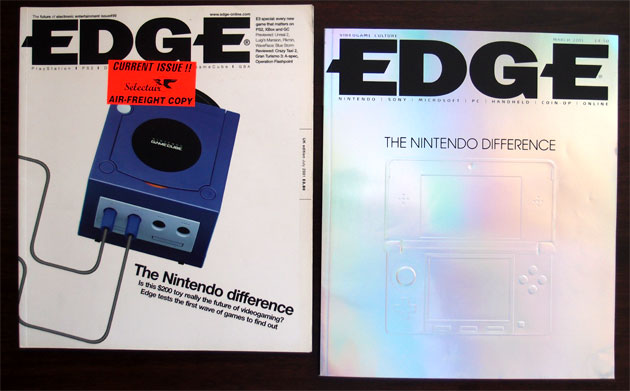 The future of electronic entertainment
www.edge-online.com
EDGE
CURRENT ISSUE!!
Selectair
AIR-FREIGHT COPY
E3 special: every new
game that matters on
PS2, XBox and GC
Previewed: Unreal 2,
Luigi's Mansion, Pikmin,
WaveRace: Blue Storm
Reviewed: Crazy Taxi 2,
Gran Turismo 3: A-spec,
Operation Flashpoint
NINTENDO
GAMECUBE
The Nintendo difference
Is this $200 toy really the future of videogaming?
Edge tests the first wave of games to find out
VIDEOGAME CULTURE
EDGE
NINTENDO | SONY | MICROSOFT | PC | HANDHELD | COIN-OP | ONLINE
THE NINTENDO DIFFERENCE